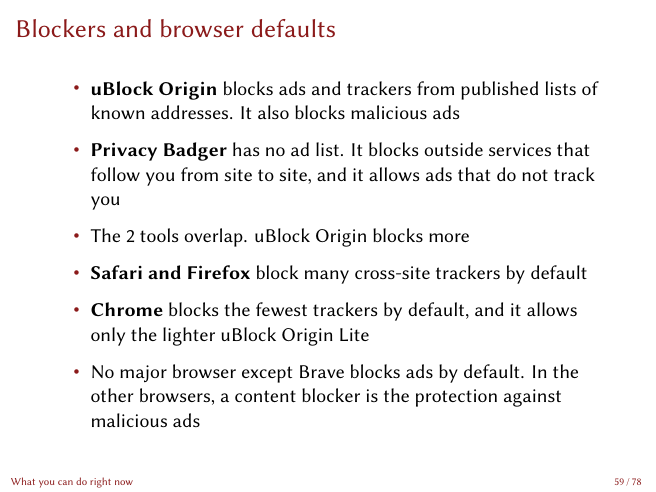 Blockers and browser defaults
• uBlock Origin blocks ads and trackers from published lists of
known addresses. It also blocks malicious ads
• Privacy Badger has no ad list. It blocks outside services that
follow you from site to site, and it allows ads that do not track
you
• The 2 tools overlap. uBlock Origin blocks more
• Safari and Firefox block many cross-site trackers by default
• Chrome blocks the fewest trackers by default, and it allows
only the lighter uBlock Origin Lite
• No major browser except Brave blocks ads by default. In the
other browsers, a content blocker is the protection against
malicious ads
What you can do right now
59 / 78